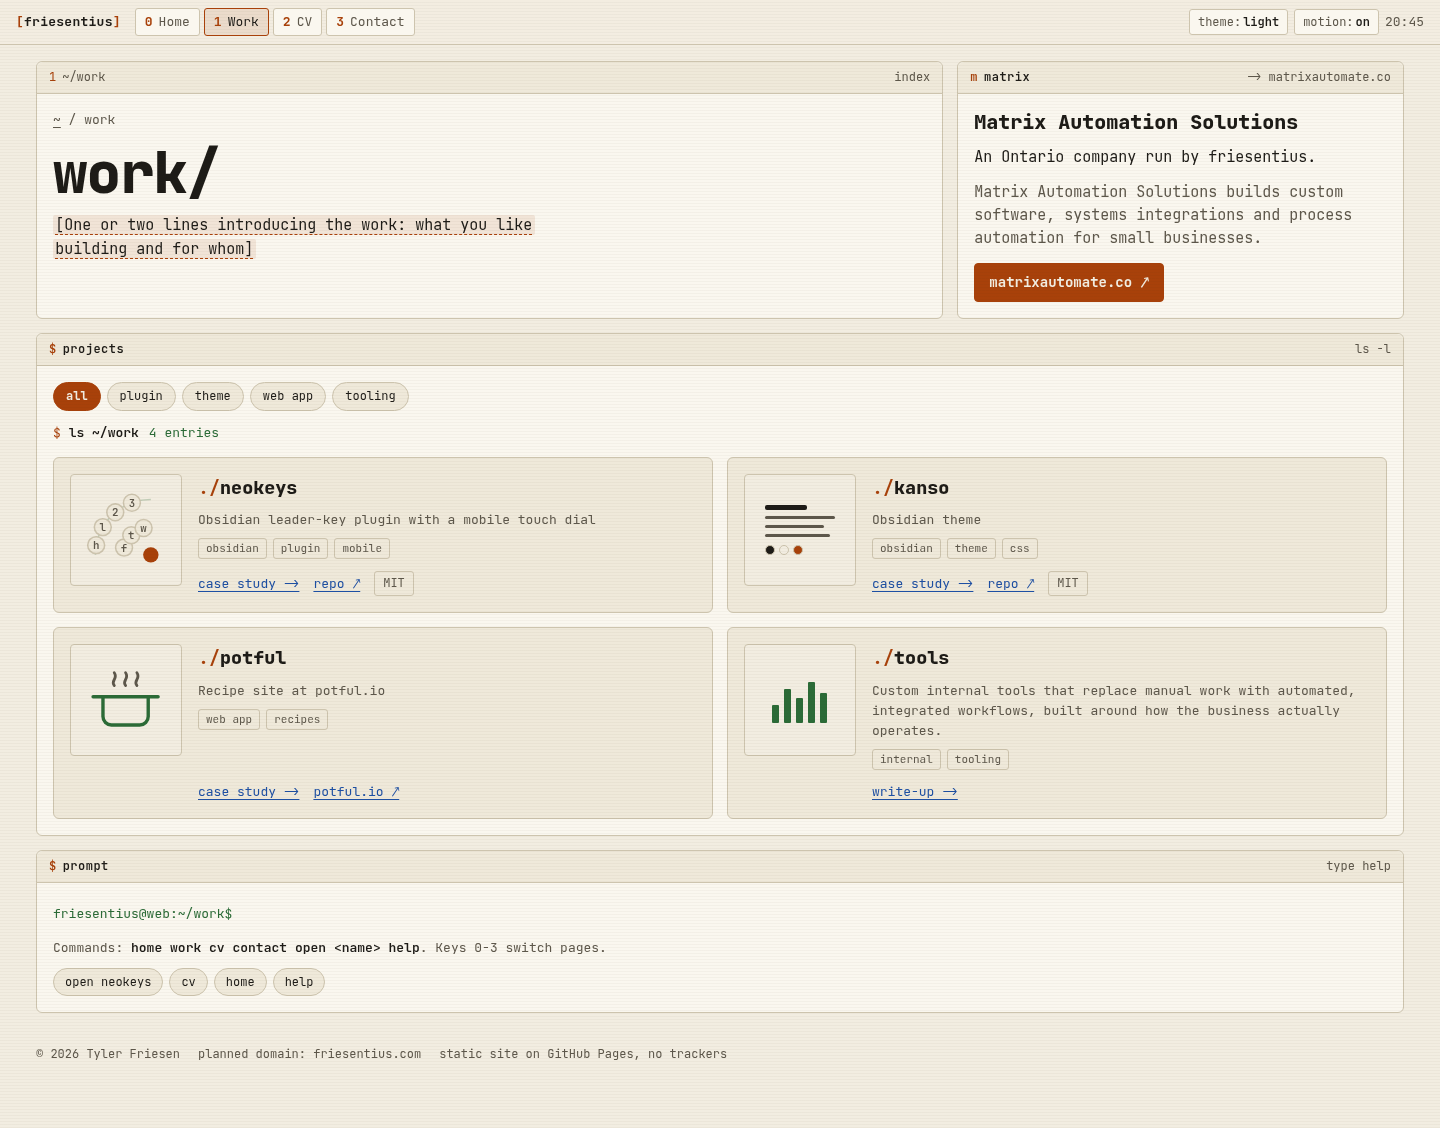 [friesentius] 0 Home 1 Work 2 CV 3 Contact theme: light motion: on 20:45
1 ~/work index
~ / work
work/
[One or two lines introducing the work: what you like
building and for whom]
m matrix → matrixautomate.co
Matrix Automation Solutions
An Ontario company run by friesentius.
Matrix Automation Solutions builds custom
software, systems integrations and process
automation for small businesses.
matrixautomate.co ↗
$ projects ls -l
all plugin theme web app tooling
$ ls ~/work 4 entries
3
2
l w
t
h f
./neokeys
Obsidian leader-key plugin with a mobile touch dial
obsidian plugin mobile
case study → repo ↗ MIT
./kanso
Obsidian theme
obsidian theme css
case study → repo ↗ MIT
./potful
Recipe site at potful.io
web app recipes
case study → potful.io ↗
./tools
Custom internal tools that replace manual work with automated,
integrated workflows, built around how the business actually
operates.
internal tooling
write-up →
$ prompt type help
friesentius@web:~/work$
Commands: home work cv contact open <name> help. Keys 0-3 switch pages.
open neokeys cv home help
© 2026 Tyler Friesen planned domain: friesentius.com static site on GitHub Pages, no trackers